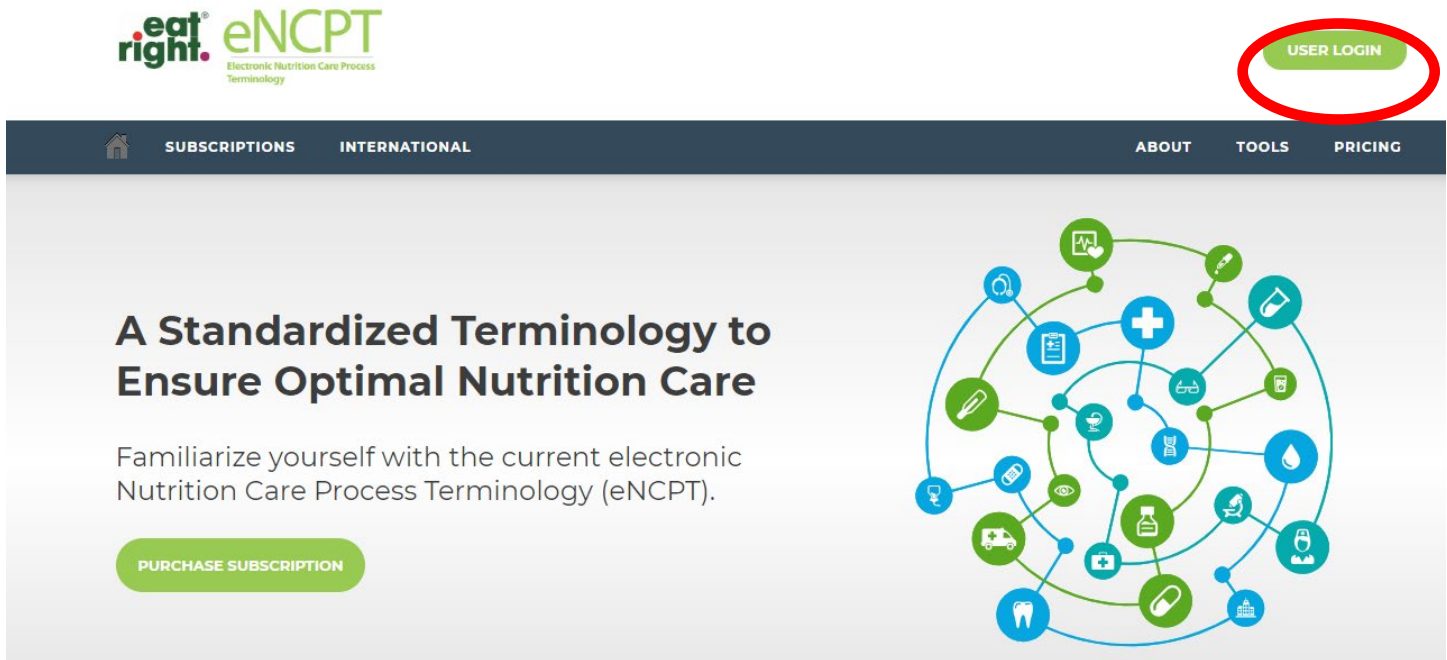 eat®
right.
eNCPT
Electronic Nutrition Care Process
Terminology
USER LOGIN
SUBSCRIPTIONS INTERNATIONAL ABOUT TOOLS PRICING
A Standardized Terminology to
Ensure Optimal Nutrition Care
Familiarize yourself with the current electronic
Nutrition Care Process Terminology (eNCPT).
PURCHASE SUBSCRIPTION